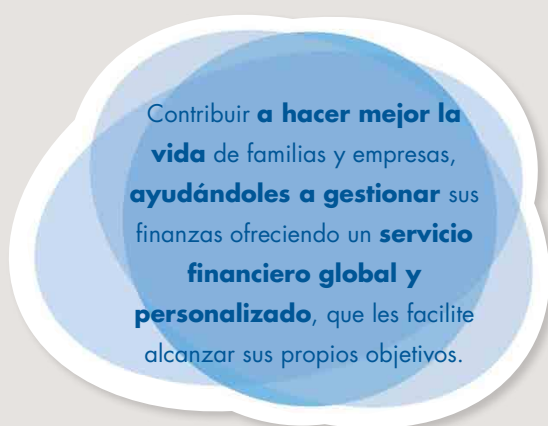 Contribuir a hacer mejor la
vida de familias y empresas,
ayudándoles a gestionar sus
finanzas ofreciendo un servicio
financiero global y
personalizado, que les facilite
alcanzar sus propios objetivos.